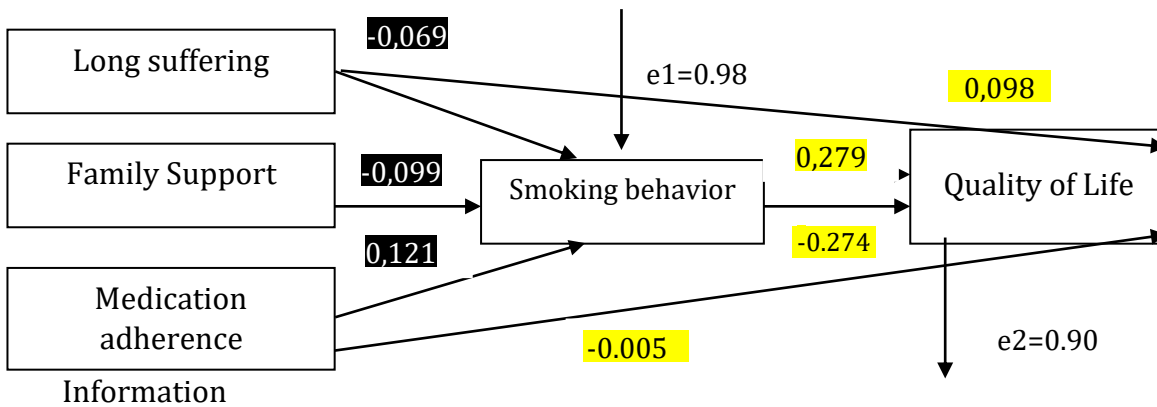 -0,069
Long suffering
e1=0.98
0,098
Family Support
-0,099
Smoking behavior
0,279
Quality of Life
-0.274
0,121
Medication
adherence
-0.005
e2=0.90
Information